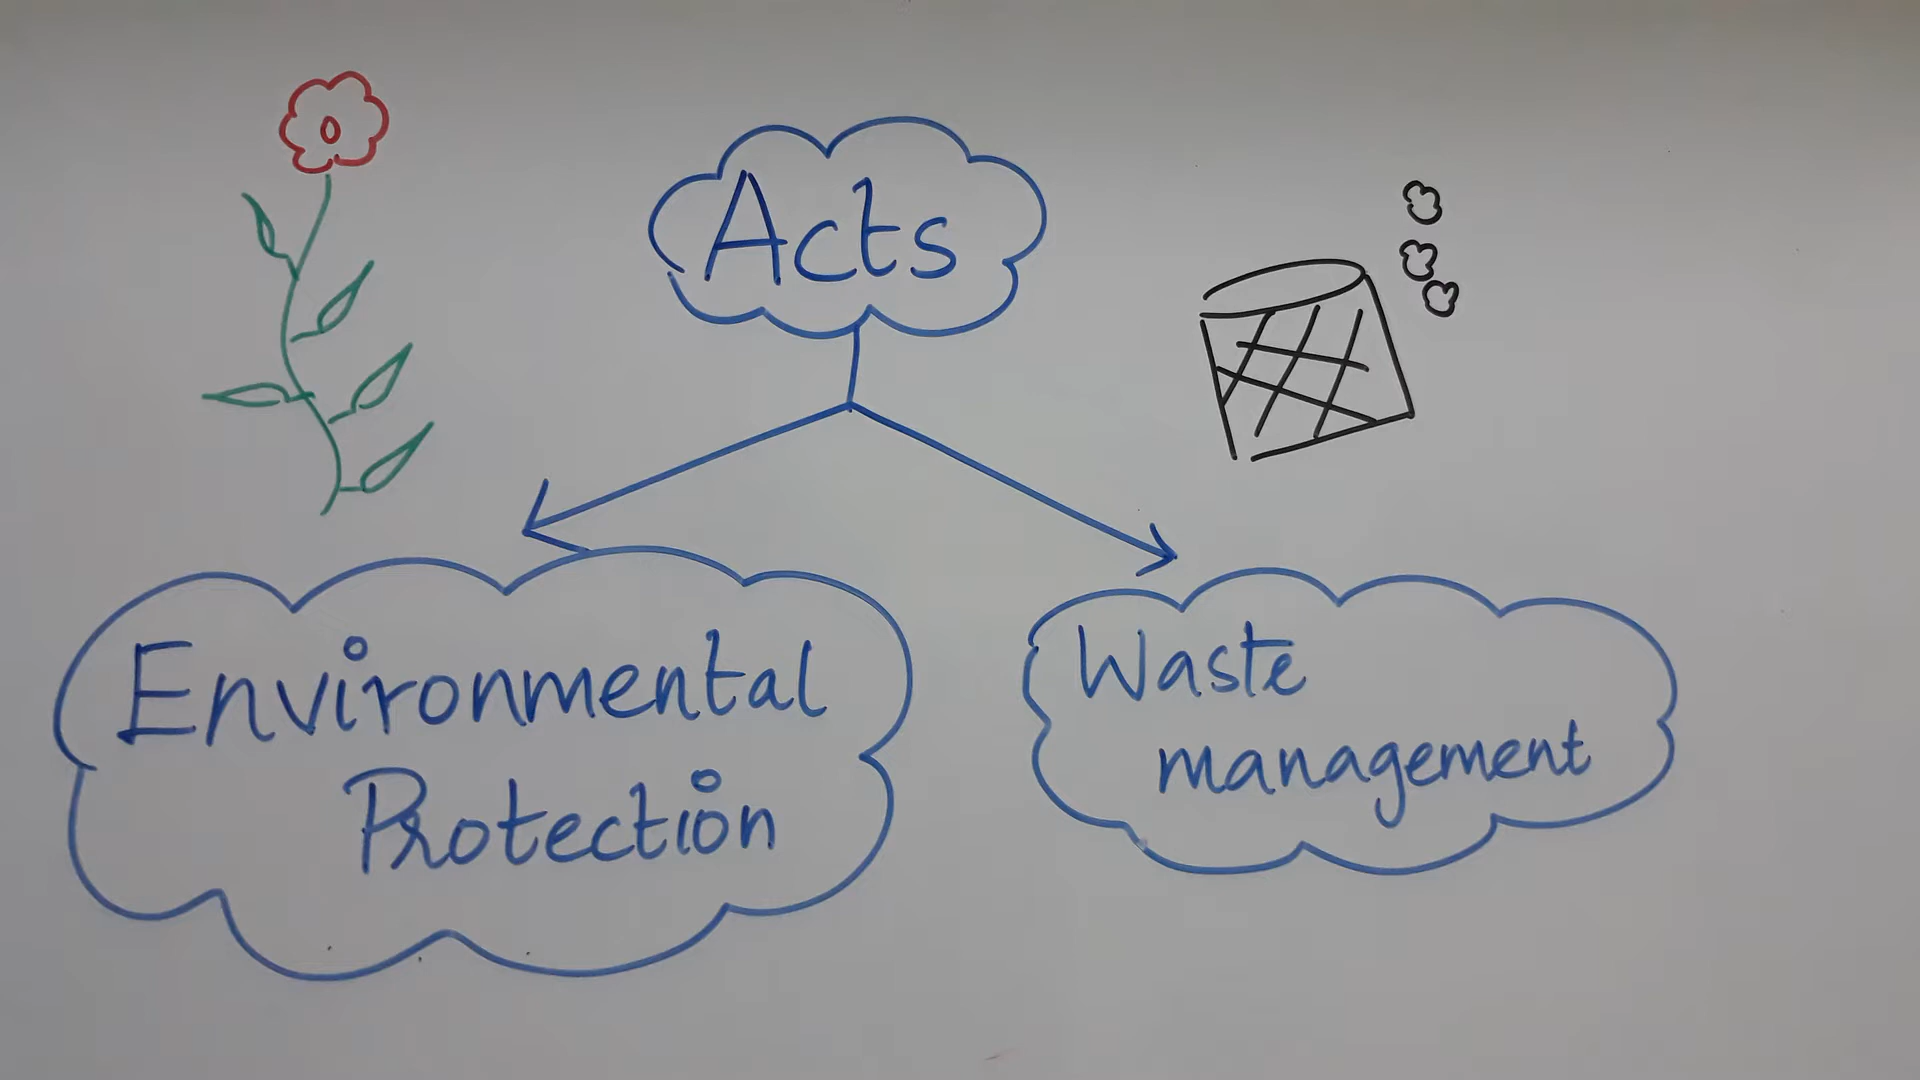 Acts
Environmental
Protection
Waste
management